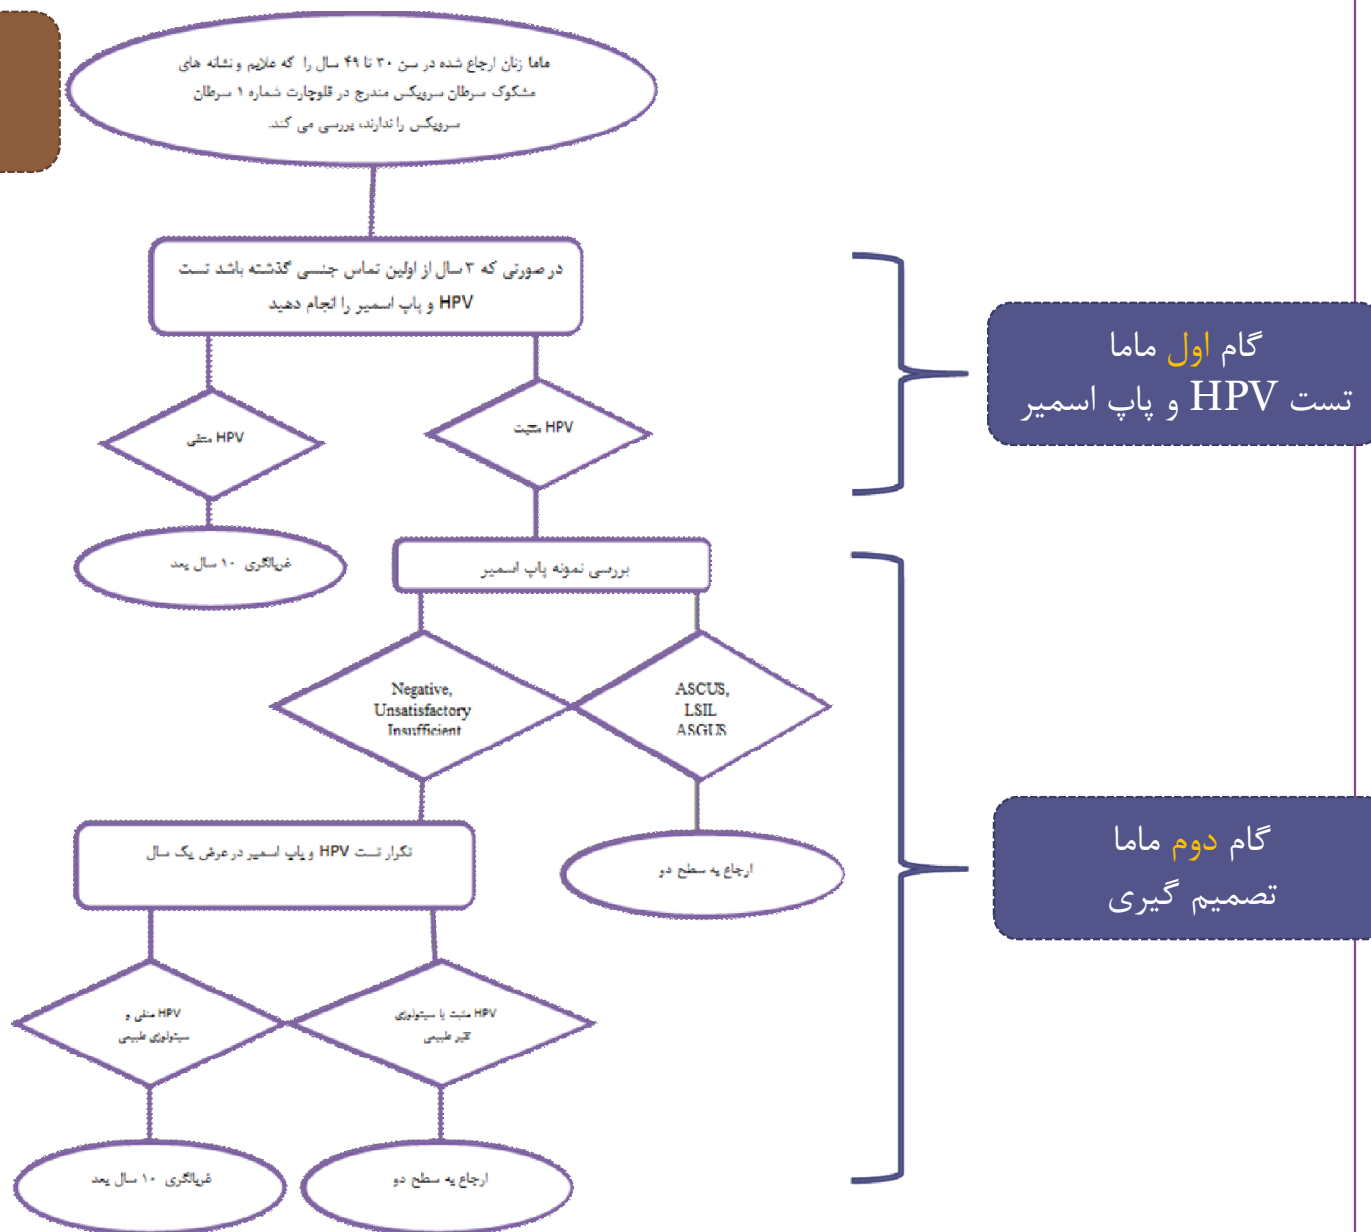 ماما زنان ارجاع شده در سن ۳۰ تا ۴۹ سال را که علایم و نشانه های
مشکوک سرطان سرویکس مندرج در فلوچارت شماره ۱ سرطان
سرویکس را ندارند، بررسی می کند.
در صورتی که ۳ سال از اولین تماس جنسی گذشته باشد تست
HPV و پاپ اسمیر را انجام دهید
گام اول ماما
تست HPV و پاپ اسمیر
HPV مثبت
HPV منفی
غربالگری ۱۰ سال بعد
بررسی نمونه پاپ اسمیر
ASCUS,
LSIL
ASGUS
Negative,
Unsatisfactory
Insufficient
ارجاع به سطح دو
گام دوم ماما
تصمیم گیری
تکرار تست HPV و پاپ اسمیر در عرض یک سال
HPV مثبت یا سیتولوژی
غیر طبیعی
HPV منفی و
سیتولوژی طبیعی
ارجاع به سطح دو
غربالگری ۱۰ سال بعد